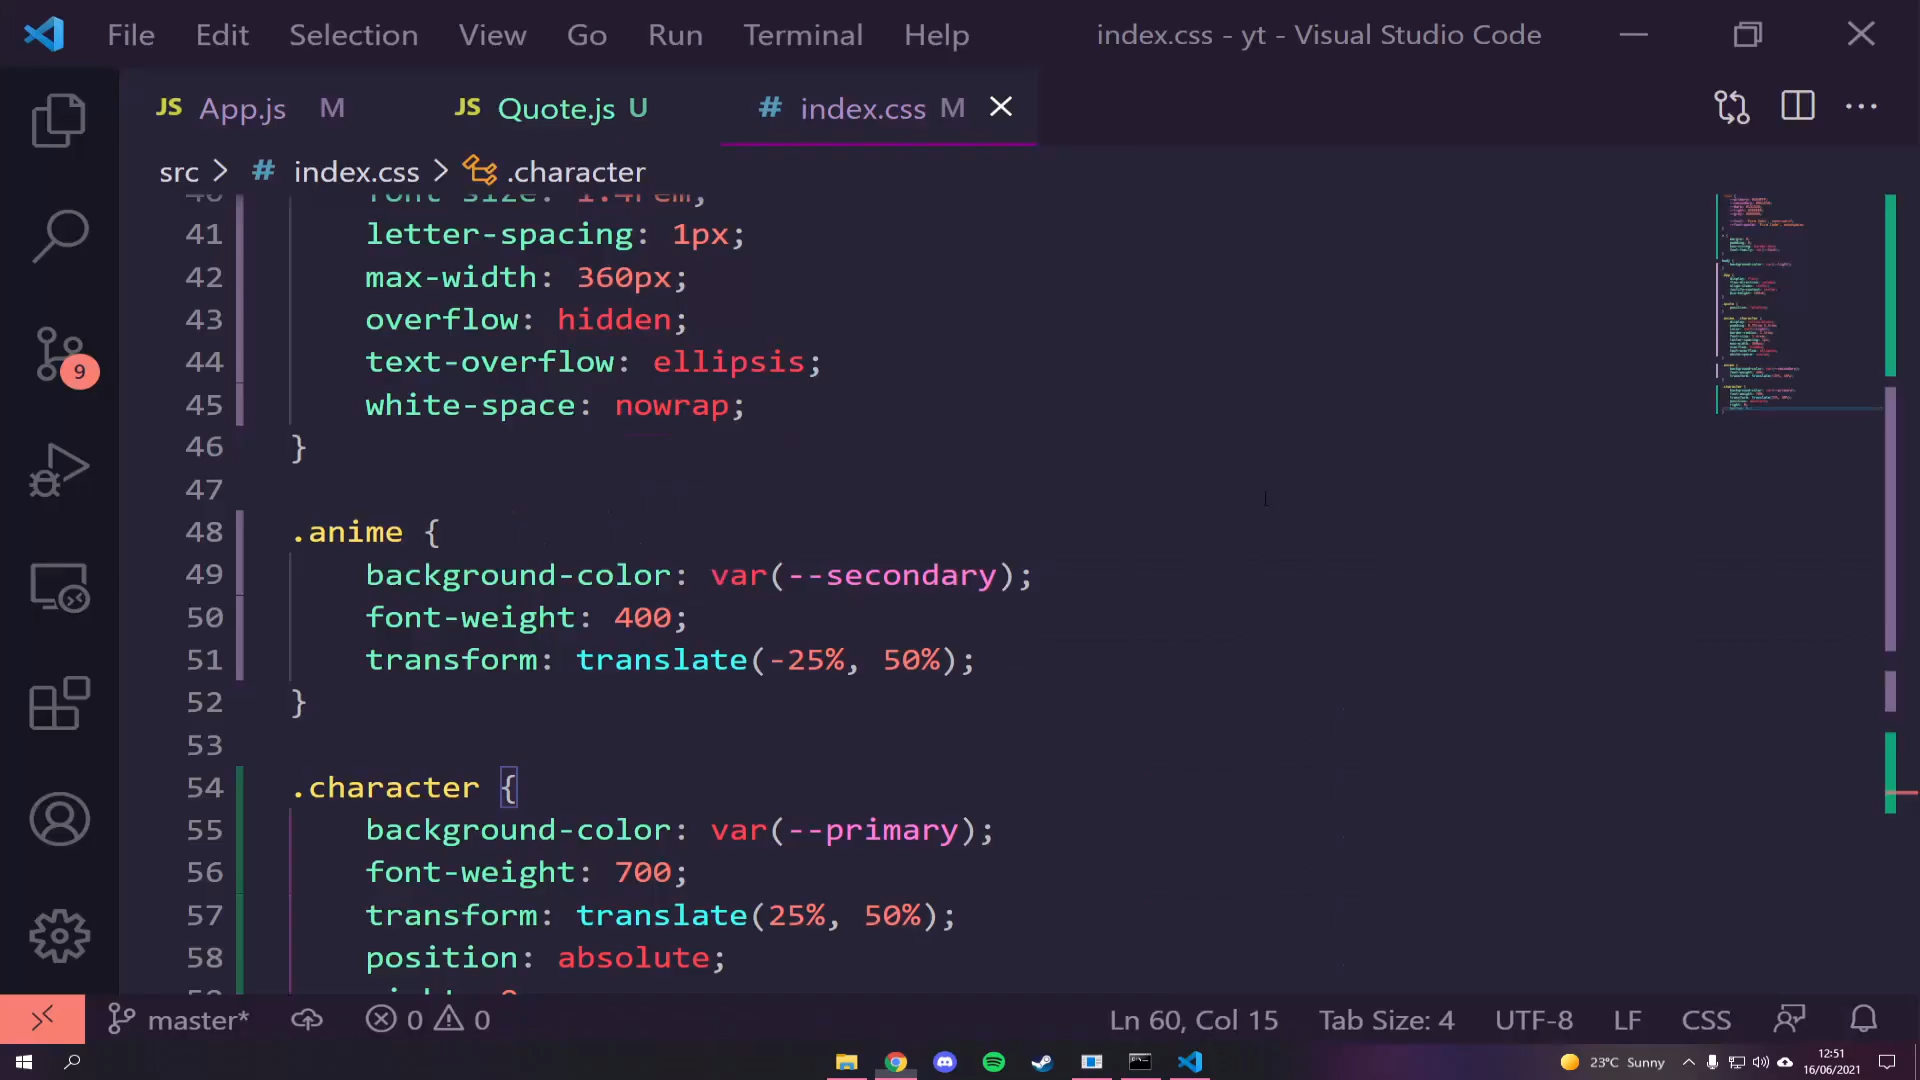 File Edit Selection View Go Run Terminal Help index.css - yt - Visual Studio Code
JS App.js M JS Quote.js U # index.css M
src > # index.css > .character
40 font-size: 1.4rem;
41 letter-spacing: 1px;
42 max-width: 360px;
43 overflow: hidden;
44 text-overflow: ellipsis;
45 white-space: nowrap;
46 }
47
48 .anime {
49 background-color: var(--secondary);
50 font-weight: 400;
51 transform: translate(-25%, 50%);
52 }
53
54 .character {
55 background-color: var(--primary);
56 font-weight: 700;
57 transform: translate(25%, 50%);
58 position: absolute;
9
master* 0 0 Ln 60, Col 15 Tab Size: 4 UTF-8 LF CSS
23°C Sunny 12:51
16/06/2021